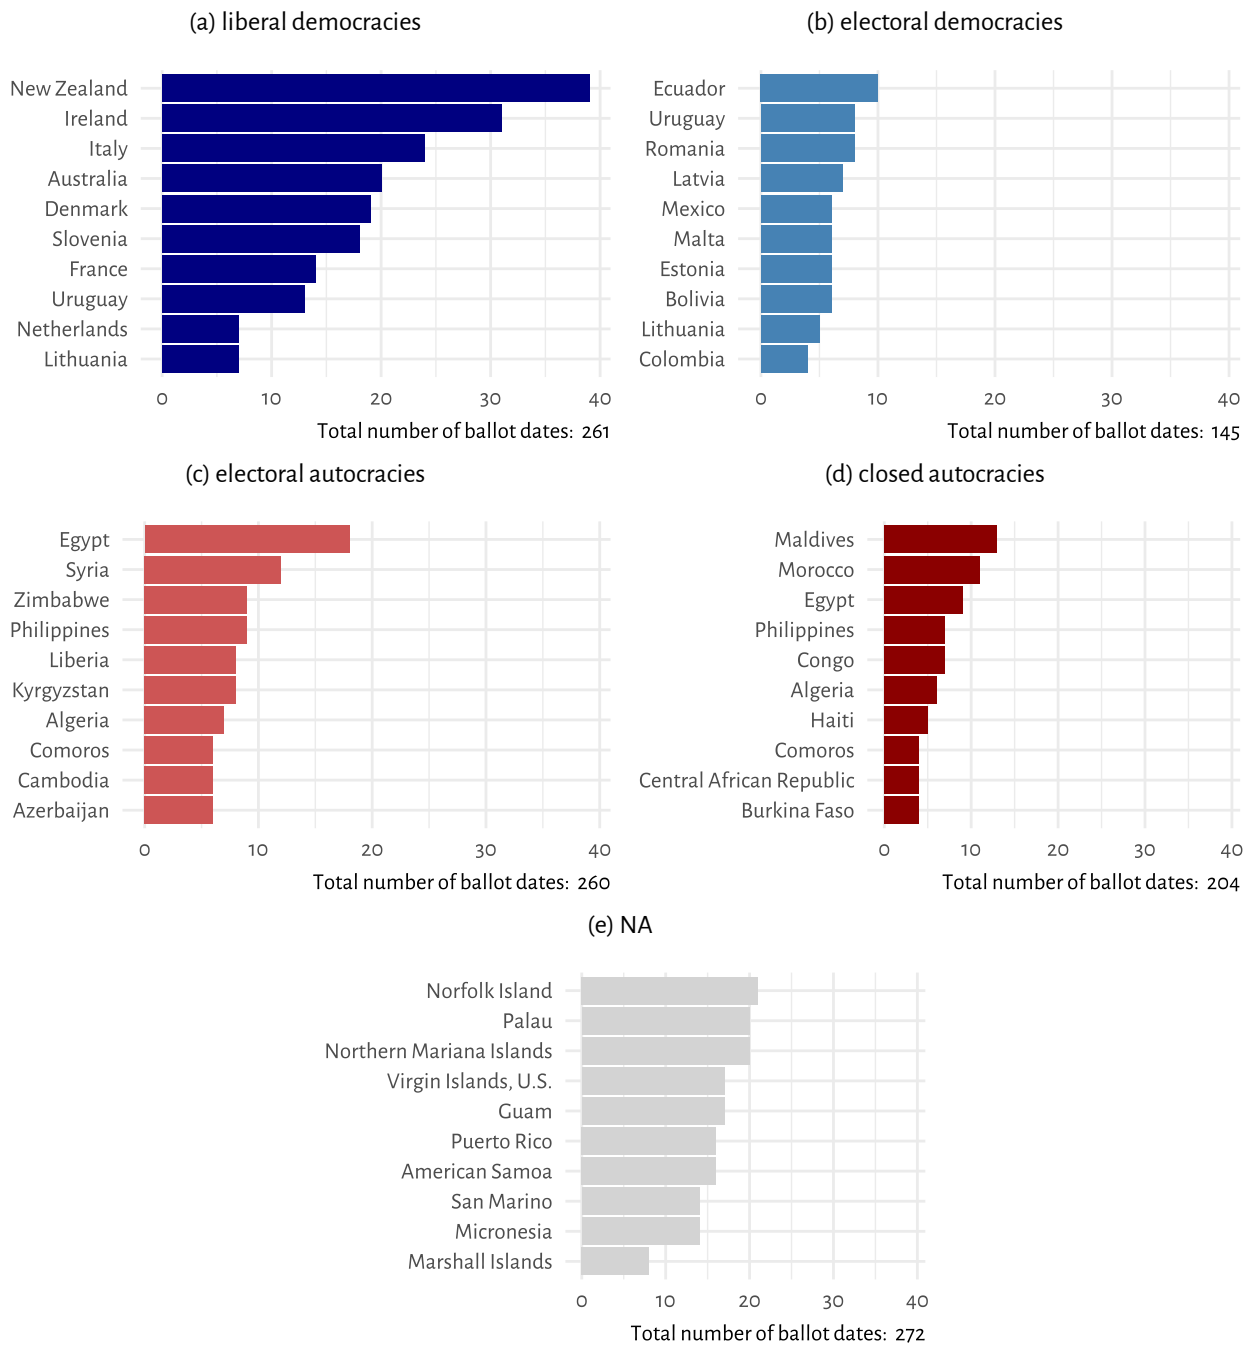 (a) liberal democracies
New Zealand
Ireland
Italy
Australia
Denmark
Slovenia
France
Uruguay
Netherlands
Lithuania
0 10 20 30 40
Total number of ballot dates: 261
(b) electoral democracies
Ecuador
Uruguay
Romania
Latvia
Mexico
Malta
Estonia
Bolivia
Lithuania
Colombia
0 10 20 30 40
Total number of ballot dates: 145
(c) electoral autocracies
Egypt
Syria
Zimbabwe
Philippines
Liberia
Kyrgyzstan
Algeria
Comoros
Cambodia
Azerbaijan
0 10 20 30 40
Total number of ballot dates: 260
(d) closed autocracies
Maldives
Morocco
Egypt
Philippines
Congo
Algeria
Haiti
Comoros
Central African Republic
Burkina Faso
0 10 20 30 40
Total number of ballot dates: 204
(e) NA
Norfolk Island
Palau
Northern Mariana Islands
Virgin Islands, U.S.
Guam
Puerto Rico
American Samoa
San Marino
Micronesia
Marshall Islands
0 10 20 30 40
Total number of ballot dates: 272